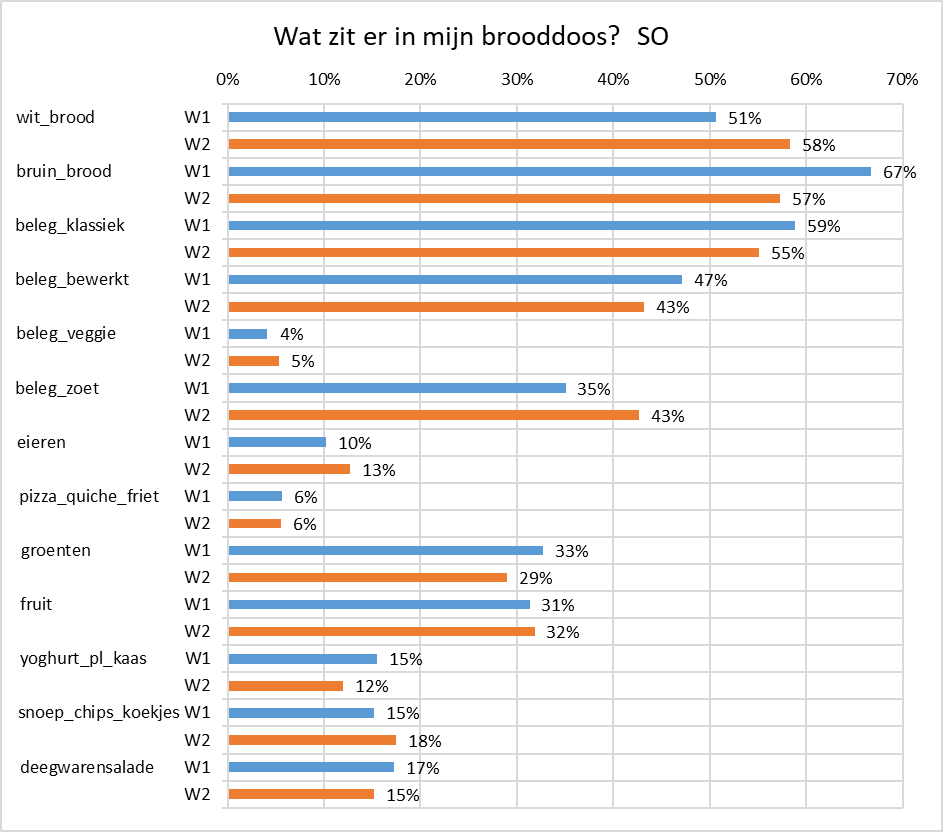 Wat zit er in mijn brooddoos?  SO
0% 10% 20% 30% 40% 50% 60% 70%
wit_brood W1 51%
W2 58%
bruin_brood W1 67%
W2 57%
beleg_klassiek W1 59%
W2 55%
beleg_bewerkt W1 47%
W2 43%
beleg_veggie W1 4%
W2 5%
beleg_zoet W1 35%
W2 43%
eieren W1 10%
W2 13%
pizza_quiche_friet W1 6%
W2 6%
groenten W1 33%
W2 29%
fruit W1 31%
W2 32%
yoghurt_pl_kaas W1 15%
W2 12%
snoep_chips_koekjes W1 15%
W2 18%
deegwarensalade W1 17%
W2 15%